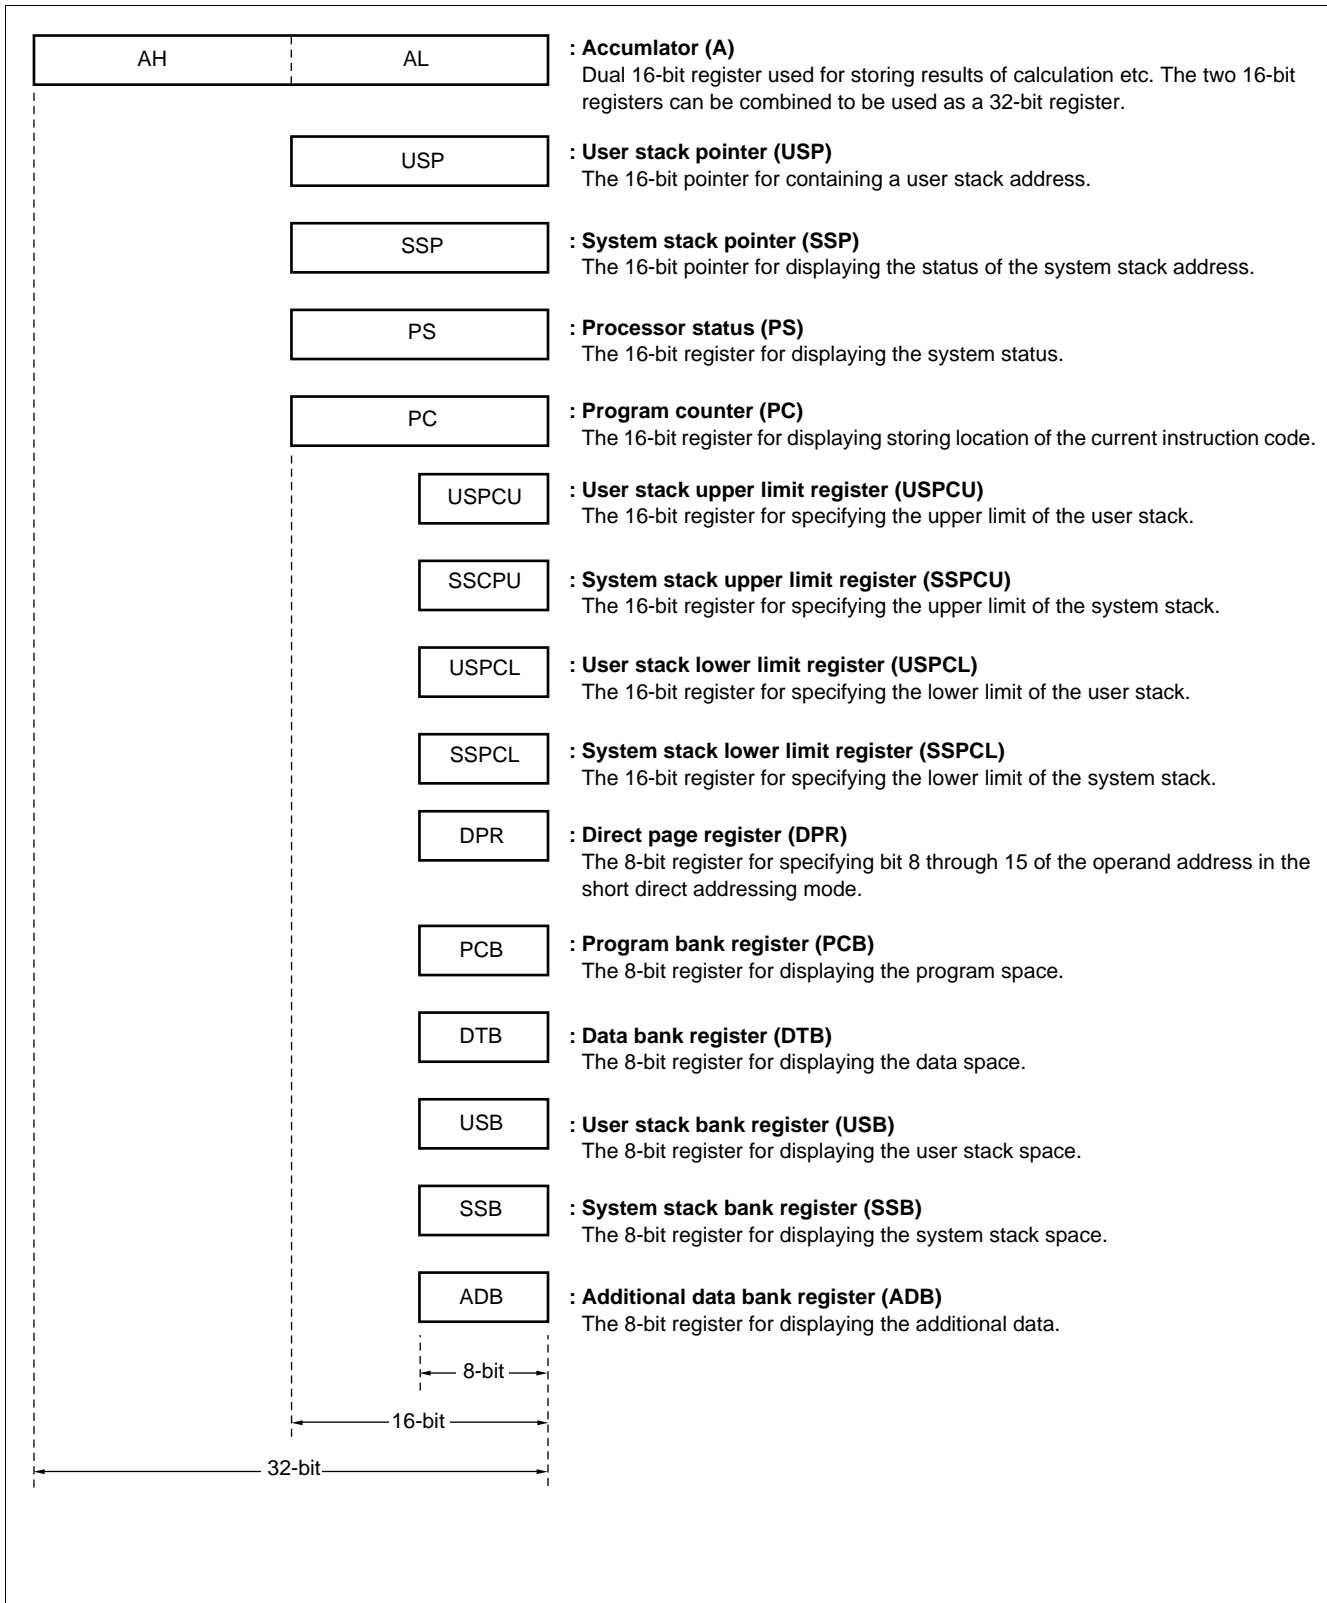 AH AL : Accumlator (A)
Dual 16-bit register used for storing results of calculation etc. The two 16-bit
registers can be combined to be used as a 32-bit register.
USP : User stack pointer (USP)
The 16-bit pointer for containing a user stack address.
SSP : System stack pointer (SSP)
The 16-bit pointer for displaying the status of the system stack address.
PS : Processor status (PS)
The 16-bit register for displaying the system status.
PC : Program counter (PC)
The 16-bit register for displaying storing location of the current instruction code.
USPCU : User stack upper limit register (USPCU)
The 16-bit register for specifying the upper limit of the user stack.
SSCPU : System stack upper limit register (SSPCU)
The 16-bit register for specifying the upper limit of the system stack.
USPCL : User stack lower limit register (USPCL)
The 16-bit register for specifying the lower limit of the user stack.
SSPCL : System stack lower limit register (SSPCL)
The 16-bit register for specifying the lower limit of the system stack.
DPR : Direct page register (DPR)
The 8-bit register for specifying bit 8 through 15 of the operand address in the
short direct addressing mode.
PCB : Program bank register (PCB)
The 8-bit register for displaying the program space.
DTB : Data bank register (DTB)
The 8-bit register for displaying the data space.
USB : User stack bank register (USB)
The 8-bit register for displaying the user stack space.
SSB : System stack bank register (SSB)
The 8-bit register for displaying the system stack space.
ADB : Additional data bank register (ADB)
The 8-bit register for displaying the additional data.
8-bit
16-bit
32-bit